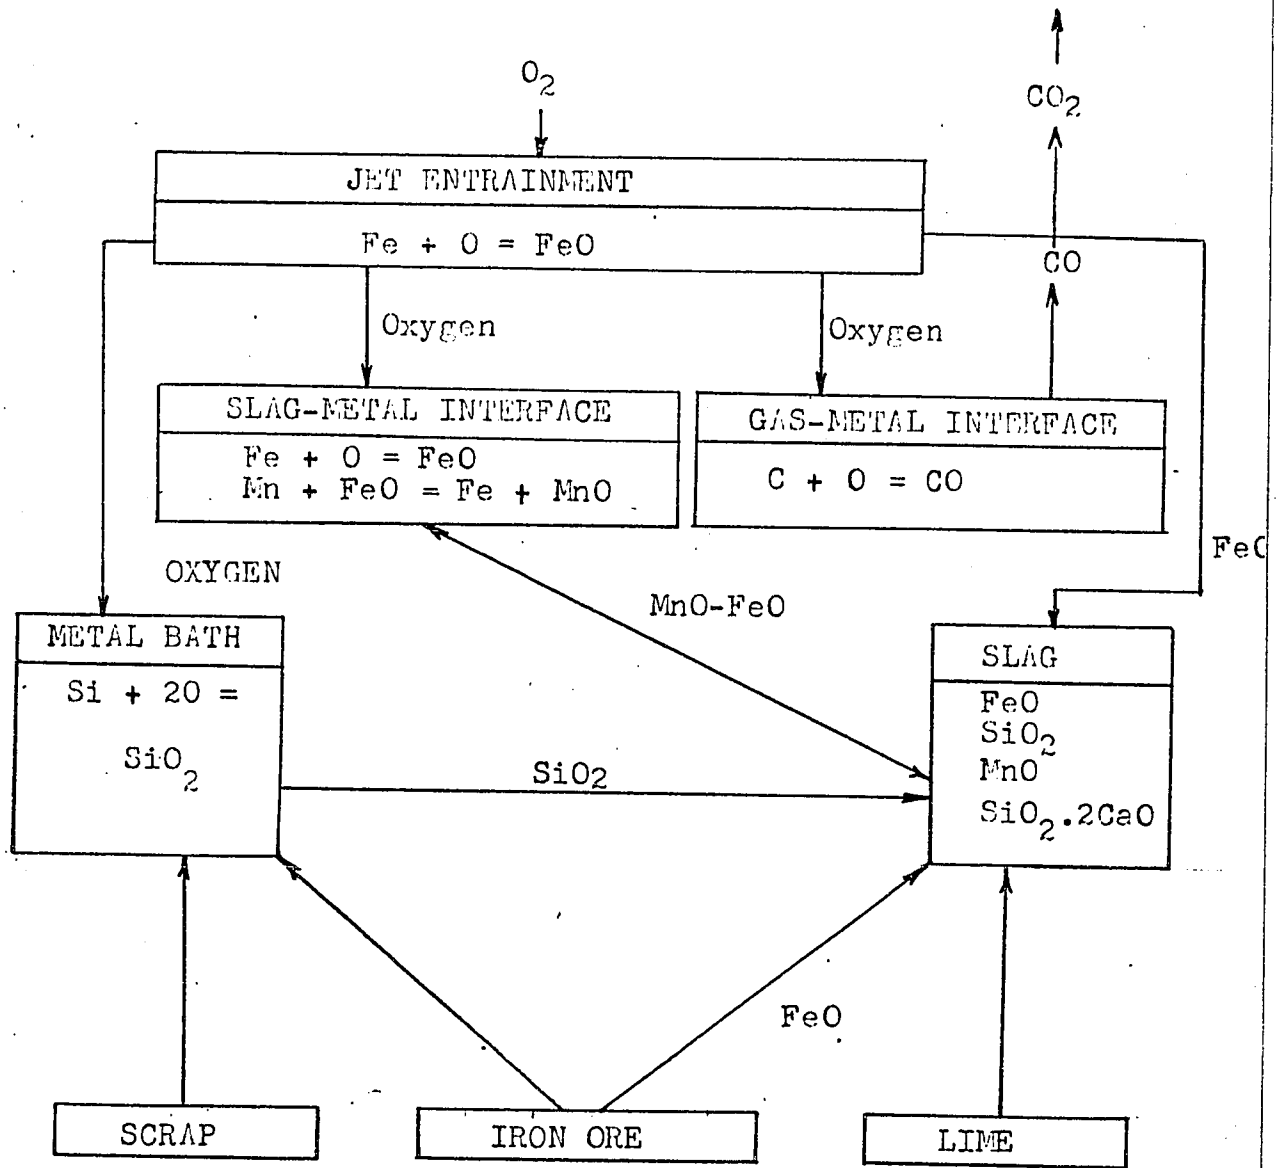 O₂
CO₂
JET ENTRAINMENT
Fe + O = FeO
CO
Oxygen
Oxygen
SLAG-METAL INTERFACE
Fe + O = FeO
Mn + FeO = Fe + MnO
GAS-METAL INTERFACE
C + O = CO
FeO
OXYGEN
MnO-FeO
METAL BATH
Si + 2O =
SiO₂
SLAG
FeO
SiO₂
MnO
SiO₂.2CaO
SiO₂
FeO
SCRAP
IRON ORE
LIME